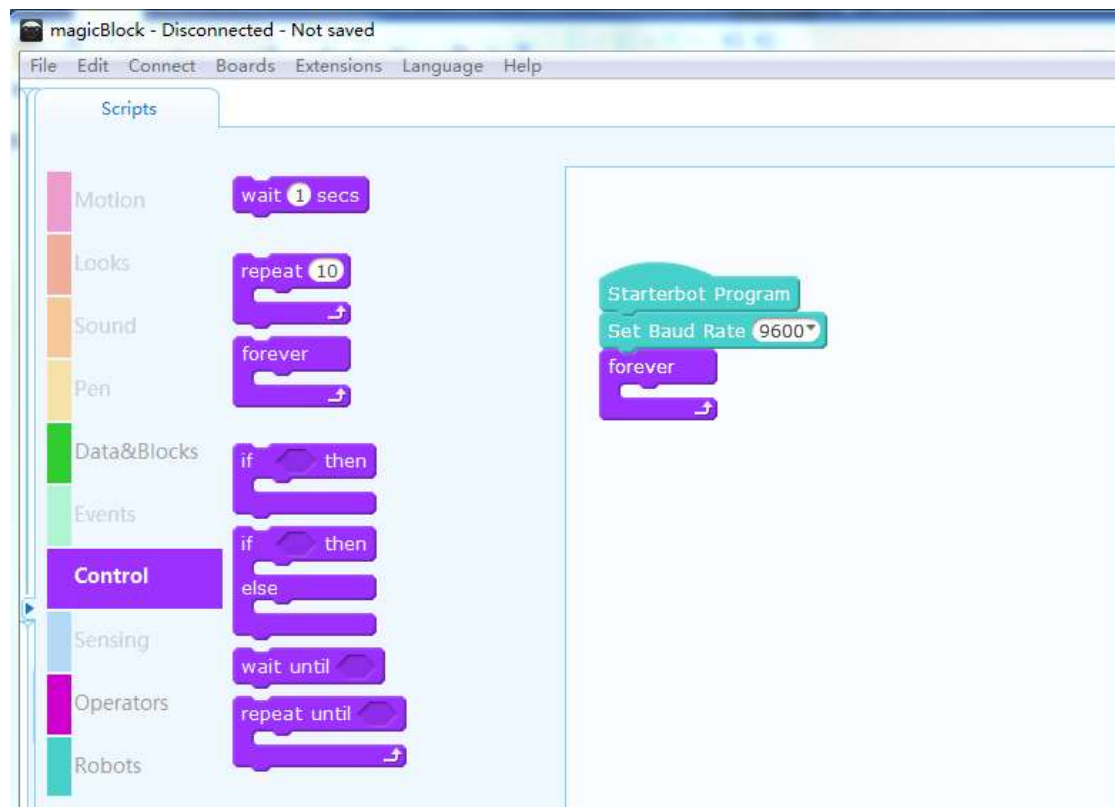 magicBlock - Disconnected - Not saved
File Edit Connect Boards Extensions Language Help
Scripts
Motion
Looks
Sound
Pen
Data&Blocks
Events
Control
Sensing
Operators
Robots
wait 1 secs
repeat 10
forever
if then
if then
else
wait until
repeat until
Starterbot Program
Set Baud Rate 9600
forever